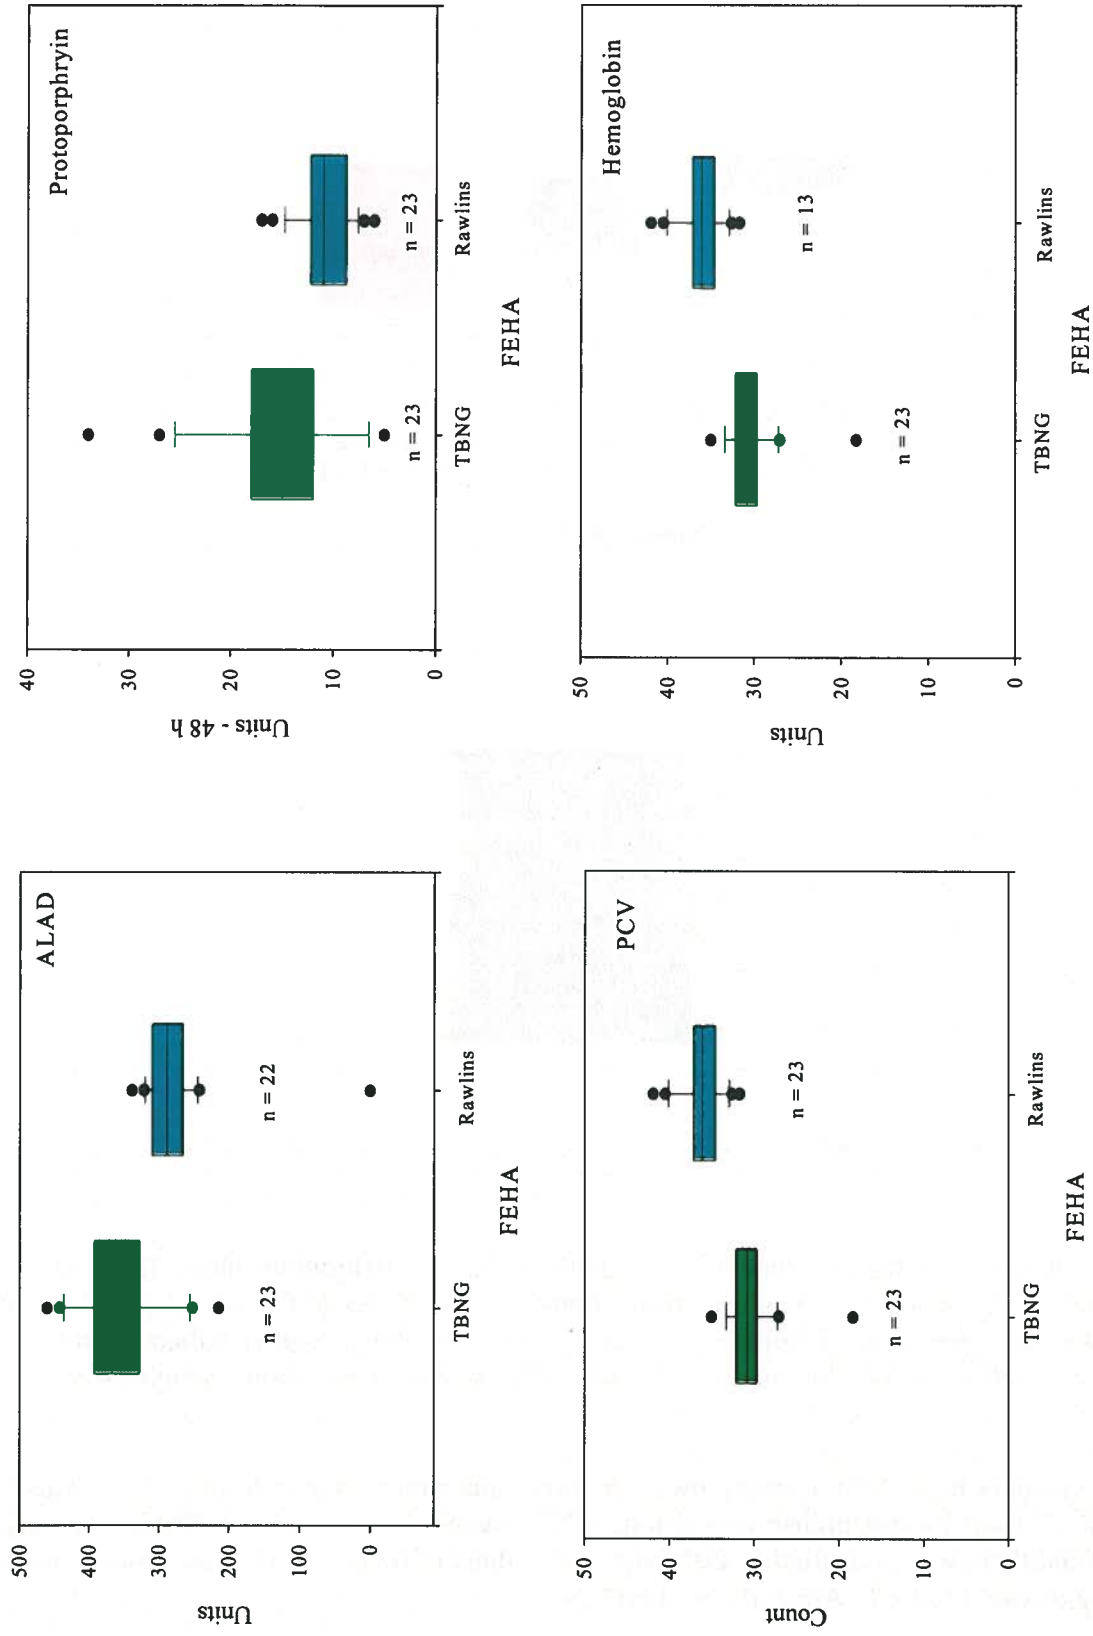 ALAD
500
400
300
200
100
Units
n = 23
n = 22
TBNG
Rawlins
FEHA
Protoporphryin
40
30
20
10
0
Units - 48 h
n = 23
n = 23
TBNG
Rawlins
FEHA
PCV
50
40
30
20
10
0
Count
n = 23
n = 23
TBNG
Rawlins
FEHA
Hemoglobin
50
40
30
20
10
0
Units
n = 23
n = 13
TBNG
Rawlins
FEHA